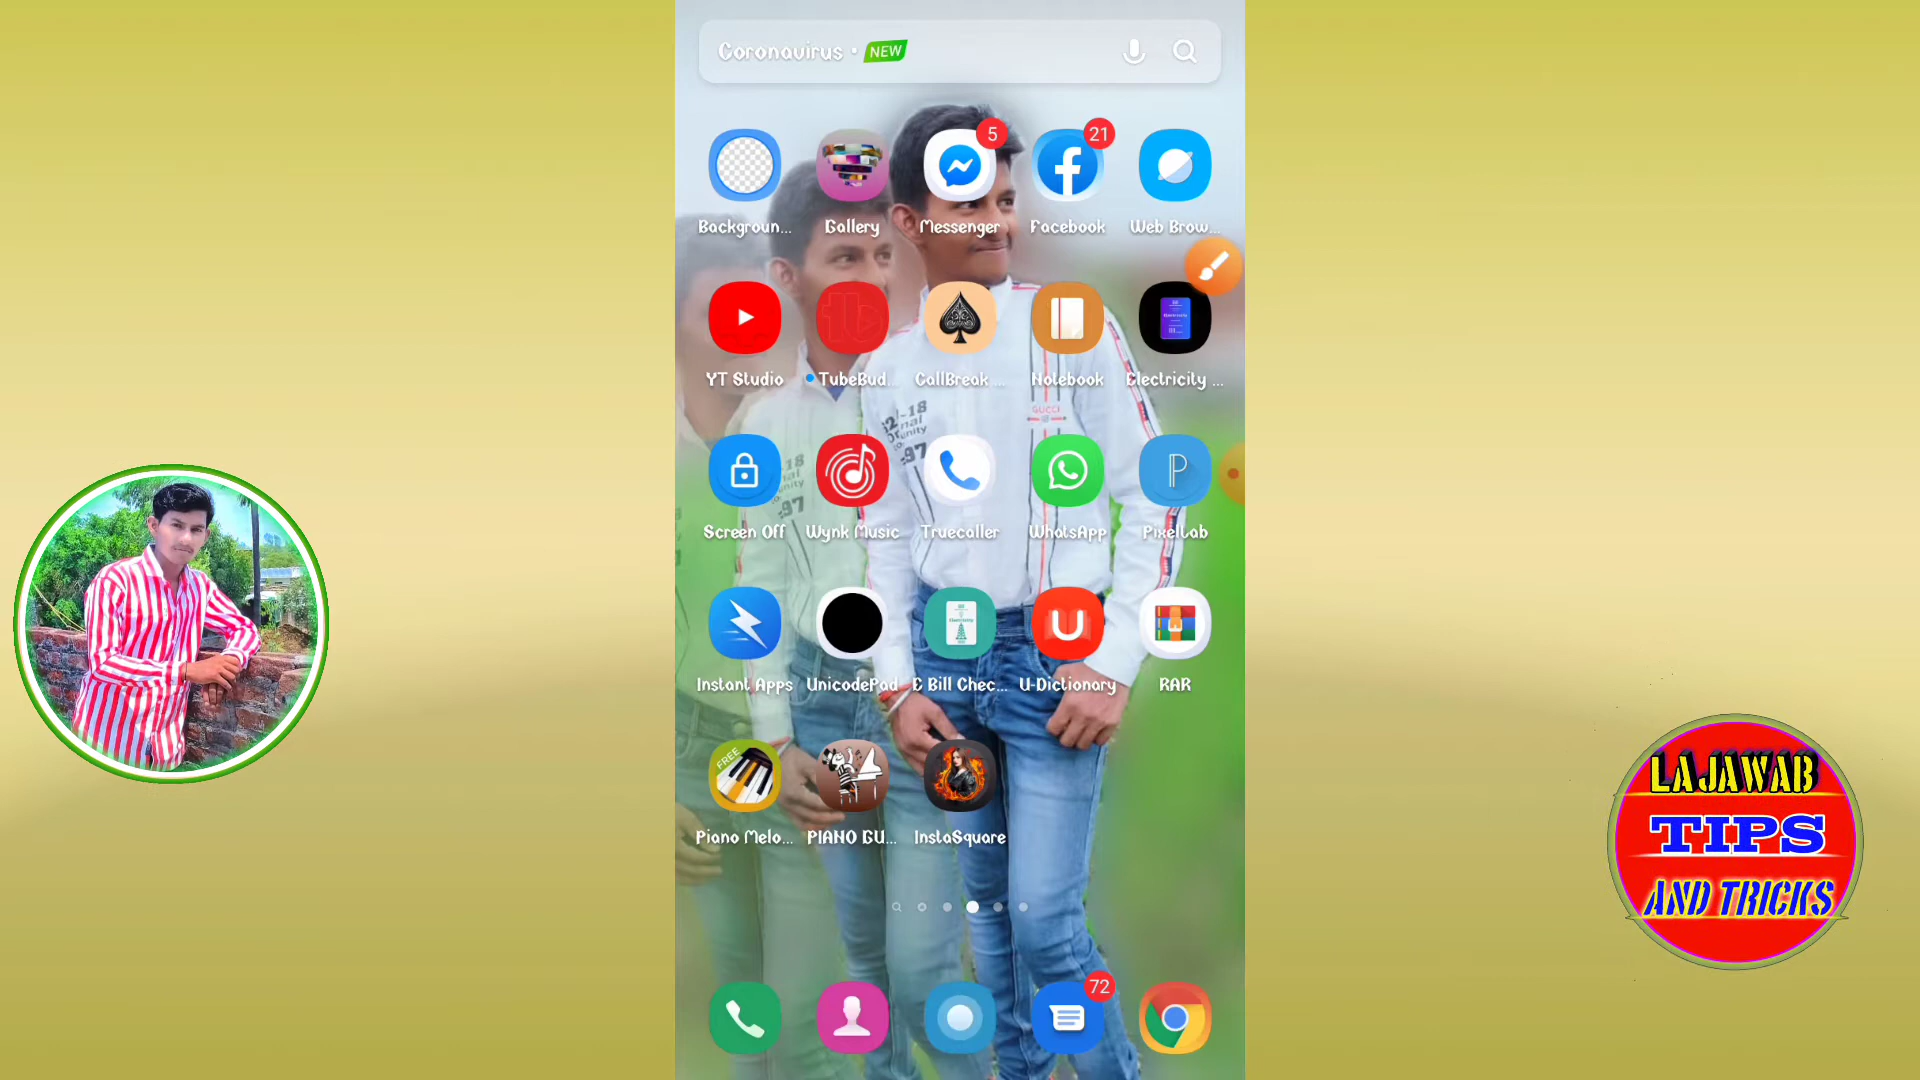 Coronavirus • NEW
5
21
Backgroun...
Gallery
Messenger
Facebook
Web Brow...
YT Studio
TubeBud...
CallBreak ...
Notebook
Electricity ...
GUCCI
Screen Off
Wynk Music
Truecaller
WhatsApp
PixelLab
Instant Apps
UnicodePad
E Bill Chec...
U-Dictionary
RAR
FREE
Piano Melo...
PIANO GU...
InstaSquare
72
LAJAWAB
TIPS
AND TRICKS